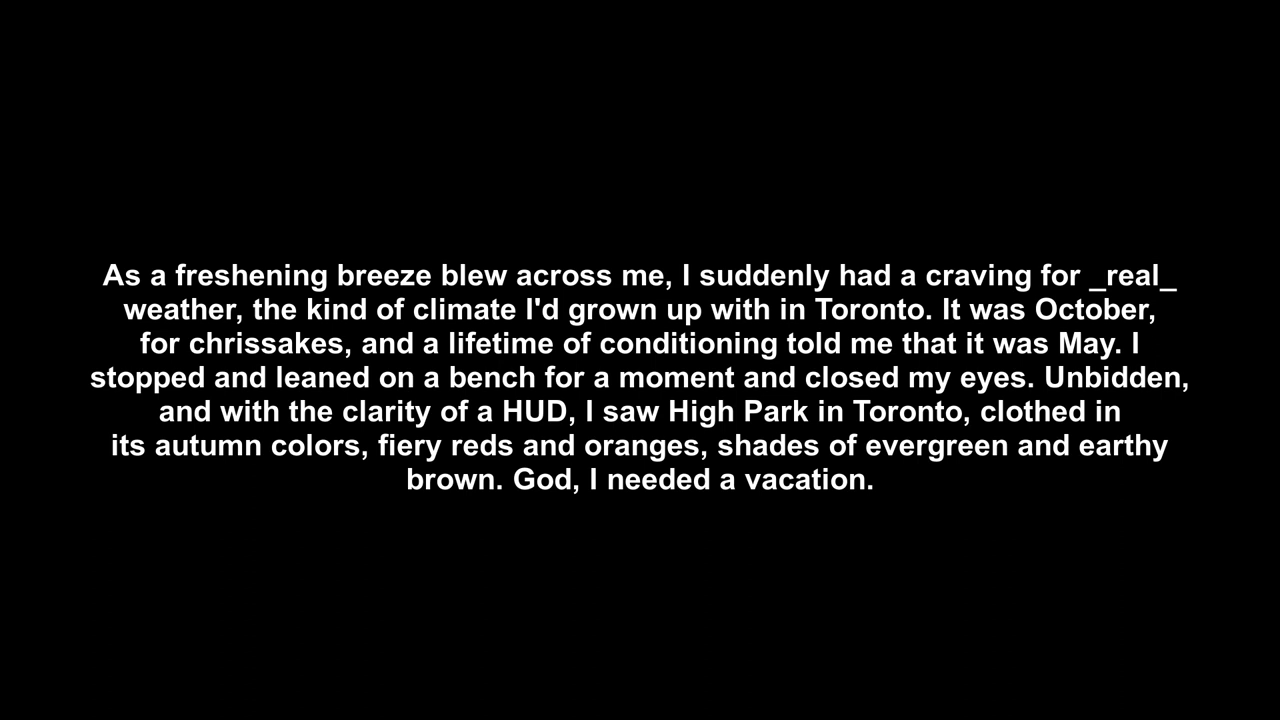 As a freshening breeze blew across me, I suddenly had a craving for _real_
weather, the kind of climate I'd grown up with in Toronto. It was October,
for chrissakes, and a lifetime of conditioning told me that it was May. I
stopped and leaned on a bench for a moment and closed my eyes. Unbidden,
and with the clarity of a HUD, I saw High Park in Toronto, clothed in
its autumn colors, fiery reds and oranges, shades of evergreen and earthy
brown. God, I needed a vacation.